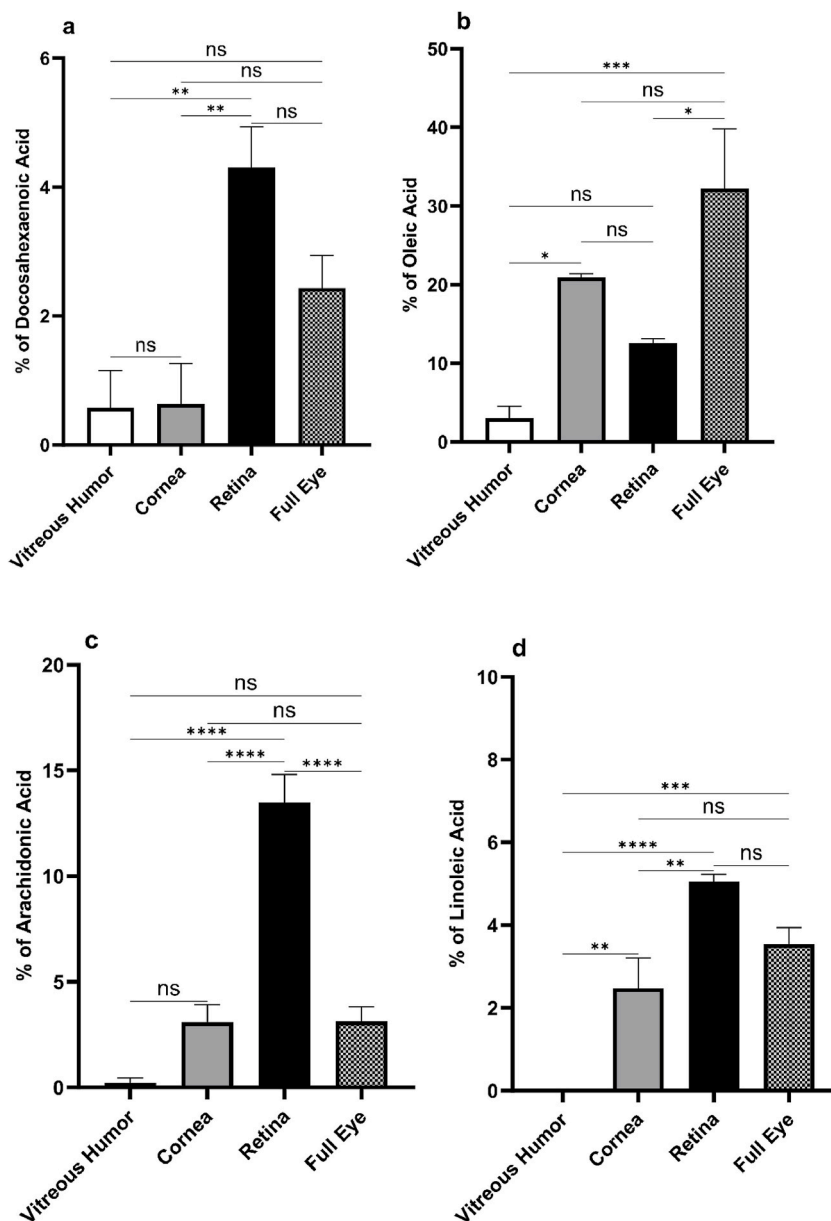 a
% of Docosahexaenoic Acid
6
4
2
0
ns
ns
**
**
ns
ns
Vitreous Humor
Cornea
Retina
Full Eye
b
% of Oleic Acid
50
40
30
20
10
0
***
ns
*
ns
ns
*
Vitreous Humor
Cornea
Retina
Full Eye
c
% of Arachidonic Acid
20
15
10
5
0
ns
ns
****
****
****
ns
Vitreous Humor
Cornea
Retina
Full Eye
d
% of Linoleic Acid
10
8
6
4
2
0
***
ns
****
**
ns
**
Vitreous Humor
Cornea
Retina
Full Eye